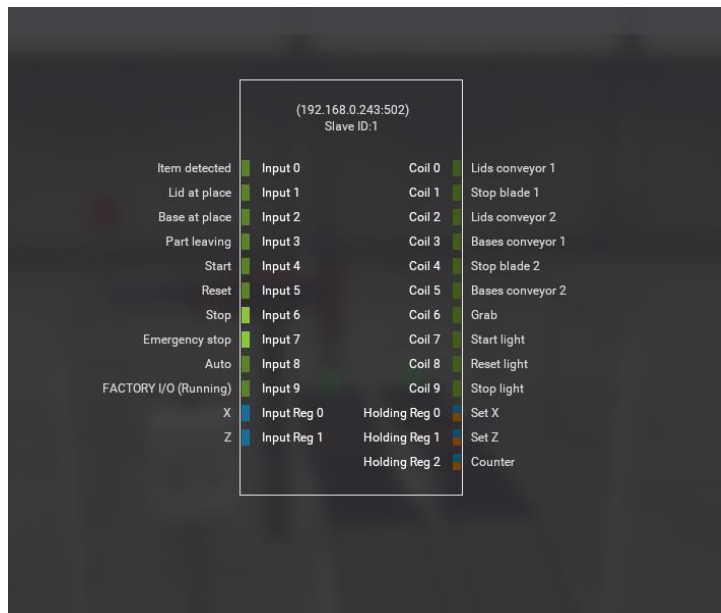 (192.168.0.243:502)
Slave ID:1
Item detected Input 0 Coil 0 Lids conveyor 1
Lid at place Input 1 Coil 1 Stop blade 1
Base at place Input 2 Coil 2 Lids conveyor 2
Part leaving Input 3 Coil 3 Bases conveyor 1
Start Input 4 Coil 4 Stop blade 2
Reset Input 5 Coil 5 Bases conveyor 2
Stop Input 6 Coil 6 Grab
Emergency stop Input 7 Coil 7 Start light
Auto Input 8 Coil 8 Reset light
FACTORY I/O (Running) Input 9 Coil 9 Stop light
X Input Reg 0 Holding Reg 0 Set X
Z Input Reg 1 Holding Reg 1 Set Z
Holding Reg 2 Counter